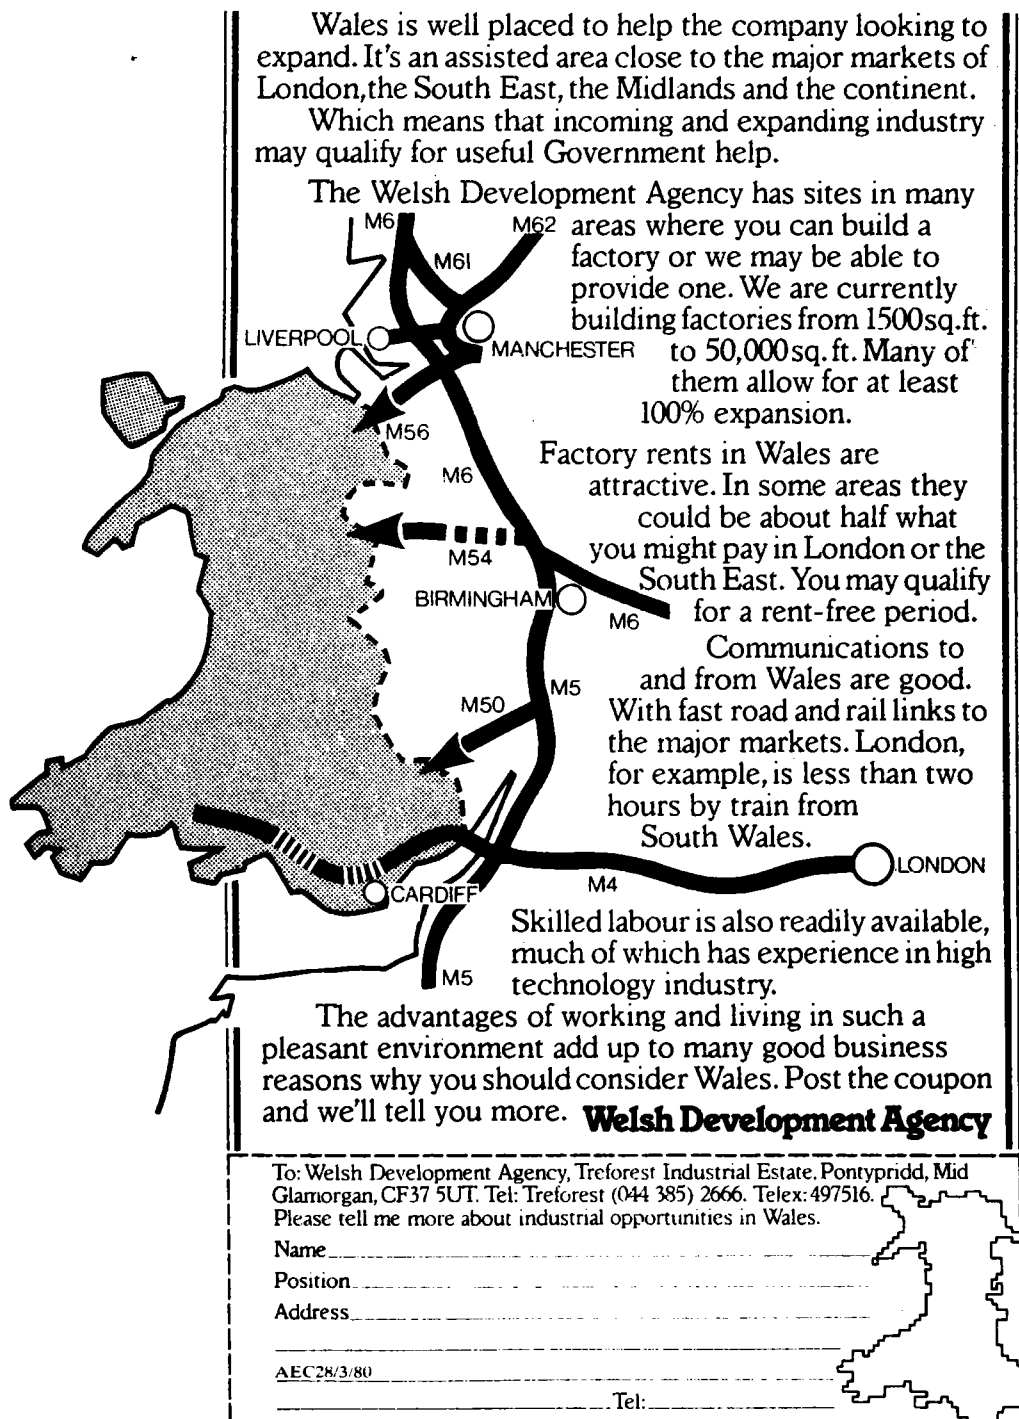 Wales is well placed to help the company looking to
expand. It's an assisted area close to the major markets of
London, the South East, the Midlands and the continent.
Which means that incoming and expanding industry
may qualify for useful Government help.
The Welsh Development Agency has sites in many
areas where you can build a
factory or we may be able to
provide one. We are currently
building factories from 1500 sq. ft.
to 50,000 sq. ft. Many of
them allow for at least
100% expansion.
Factory rents in Wales are
attractive. In some areas they
could be about half what
you might pay in London or the
South East. You may qualify
for a rent-free period.
Communications to
and from Wales are good.
With fast road and rail links to
the major markets. London,
for example, is less than two
hours by train from
South Wales.
M6
M62
M61
LIVERPOOL
MANCHESTER
M56
M6
M54
BIRMINGHAM
M6
M5
M50
LONDON
M4
CARDIFF
M5
Skilled labour is also readily available,
much of which has experience in high
technology industry.
The advantages of working and living in such a
pleasant environment add up to many good business
reasons why you should consider Wales. Post the coupon
and we'll tell you more. Welsh Development Agency
To: Welsh Development Agency, Treforest Industrial Estate, Pontypridd, Mid
Glamorgan, CF37 5UT. Tel: Treforest (044 385) 2666. Telex: 497516.
Please tell me more about industrial opportunities in Wales.
Name
Position
Address
AEC28/3/80
Tel: